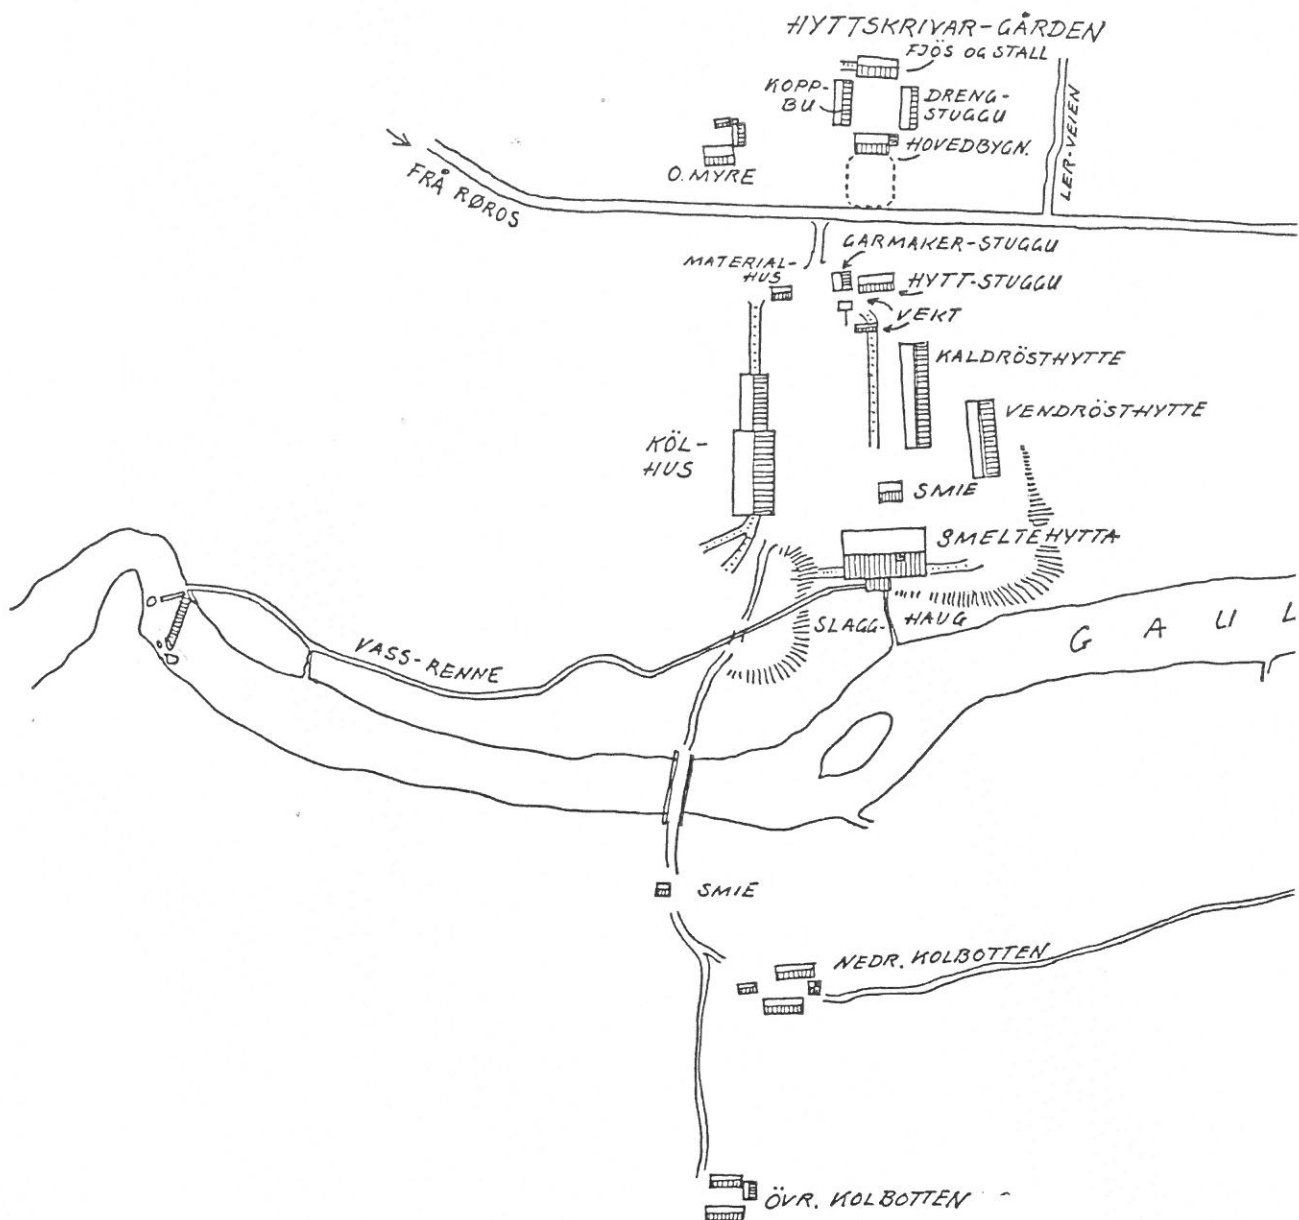 HYTTSKRIVAR-GÅRDEN
FJÖS OG STALL
KOPP-
BU
DRENG-
STUGGU
HOVEDBYGN.
LER-VEIEN
O. MYRE
FRÅ RØROS
GARMAKER-STUGGU
MATERIAL-
HUS
HYTT-STUGGU
VEKT
KALDRÖSTHYTTE
VENDRÖSTHYTTE
KÖL-
HUS
SMIE
SMELTEHYTTA
SLAGG-HAUG
GAUL
VASS-RENNE
SMIE
NEDR. KOLBOTTEN
ÖVR. KOLBOTTEN